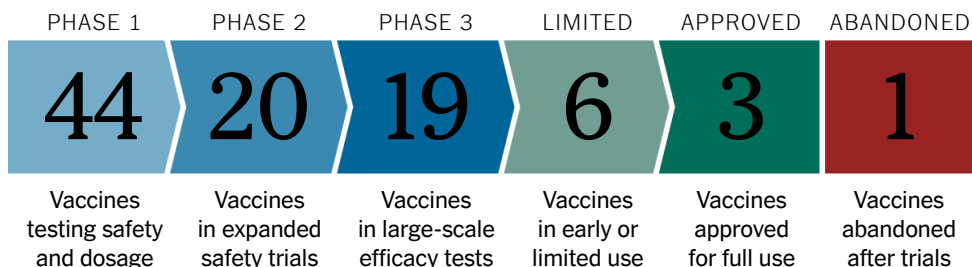 PHASE 1 PHASE 2 PHASE 3 LIMITED APPROVED ABANDONED
44 20 19 6 3 1
Vaccines Vaccines Vaccines Vaccines Vaccines Vaccines
testing safety in expanded in large-scale in early or approved abandoned
and dosage safety trials efficacy tests limited use for full use after trials